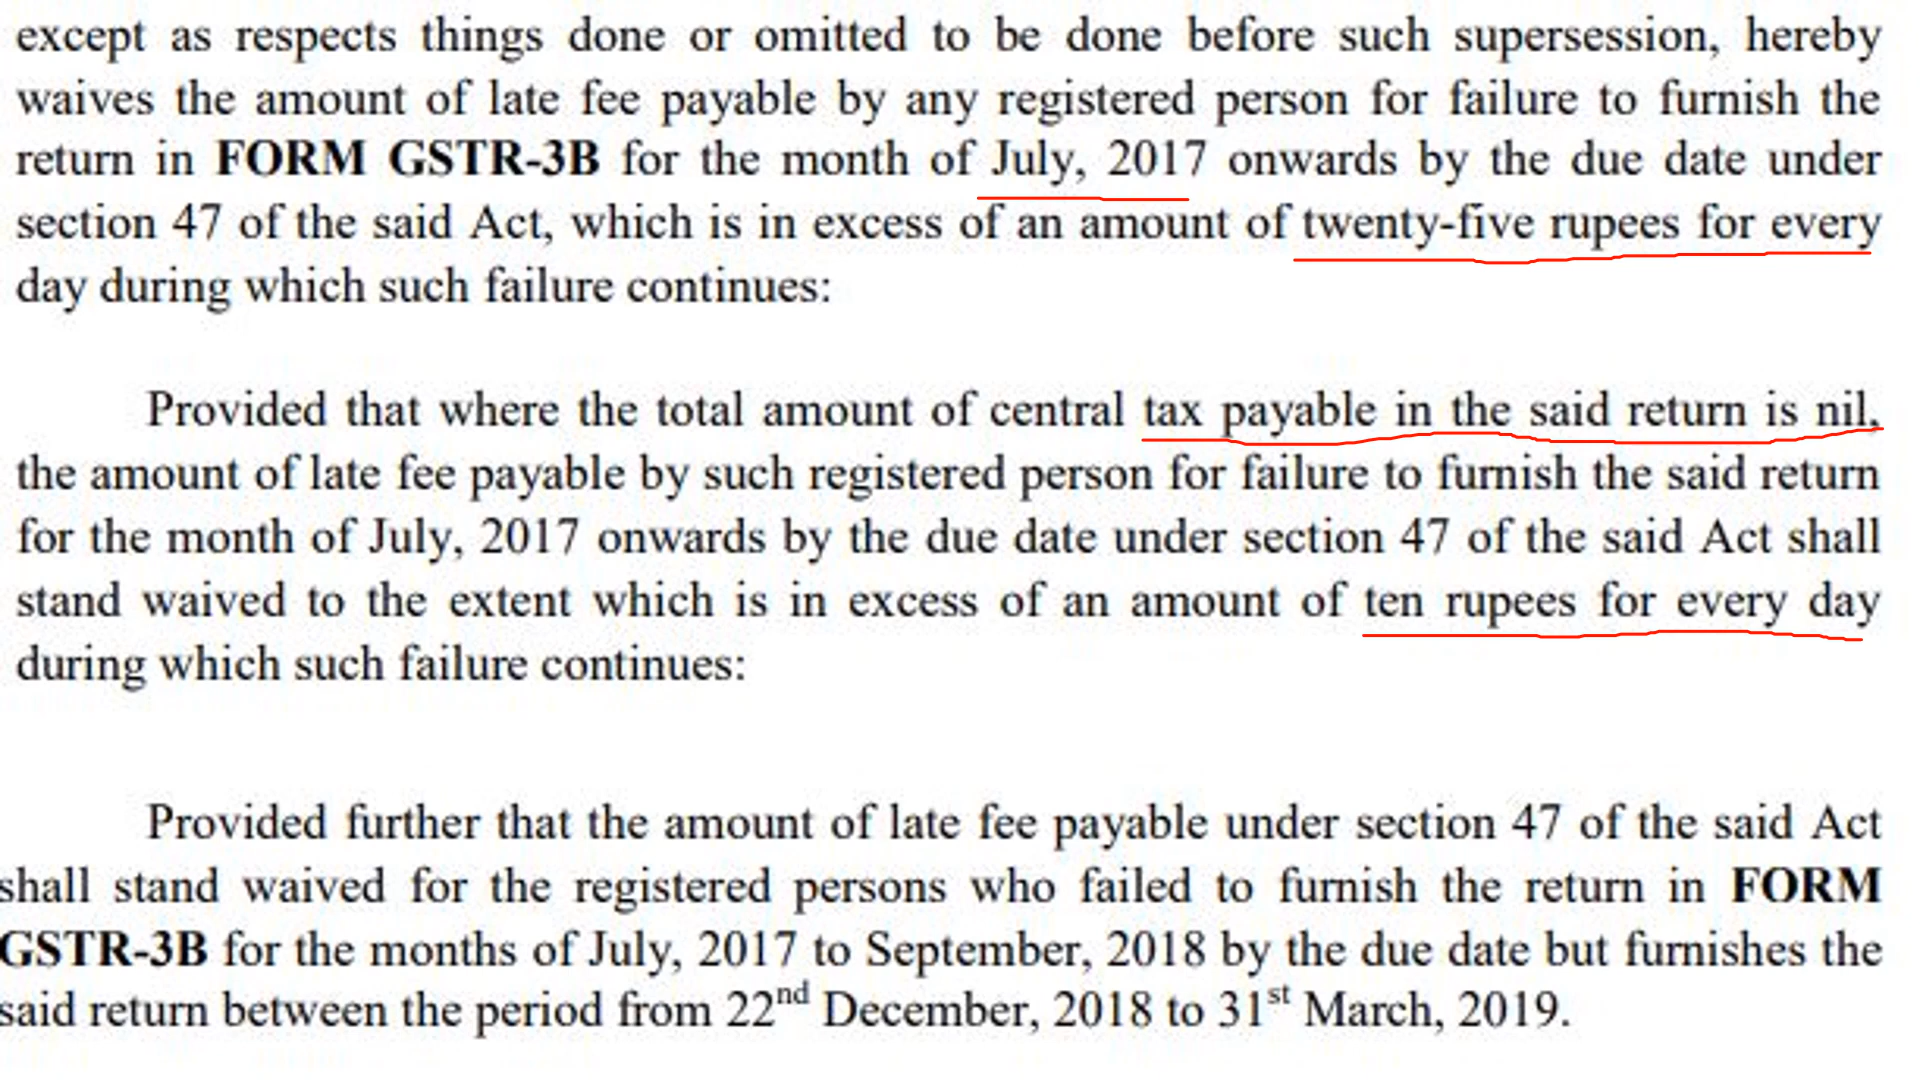 except as respects things done or omitted to be done before such supersession, hereby
waives the amount of late fee payable by any registered person for failure to furnish the
return in FORM GSTR-3B for the month of July, 2017 onwards by the due date under
section 47 of the said Act, which is in excess of an amount of twenty-five rupees for every
day during which such failure continues:
Provided that where the total amount of central tax payable in the said return is nil,
the amount of late fee payable by such registered person for failure to furnish the said return
for the month of July, 2017 onwards by the due date under section 47 of the said Act shall
stand waived to the extent which is in excess of an amount of ten rupees for every day
during which such failure continues:
Provided further that the amount of late fee payable under section 47 of the said Act
shall stand waived for the registered persons who failed to furnish the return in FORM
GSTR-3B for the months of July, 2017 to September, 2018 by the due date but furnishes the
said return between the period from 22nd December, 2018 to 31st March, 2019.